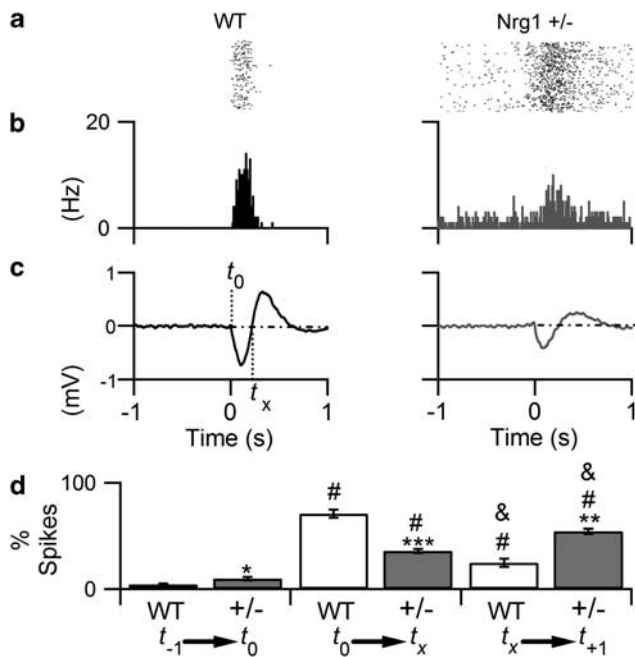 a WT Nrg1 +/-
b
20
(Hz)
0
c
1
0
-1
(mV)
t0
tx
-1 0 1 -1 0 1
Time (s) Time (s)
d
100
% Spikes
0
* # # *** & # & # **
WT +/- WT +/- WT +/-
t-1 t0 t0 tx tx t+1